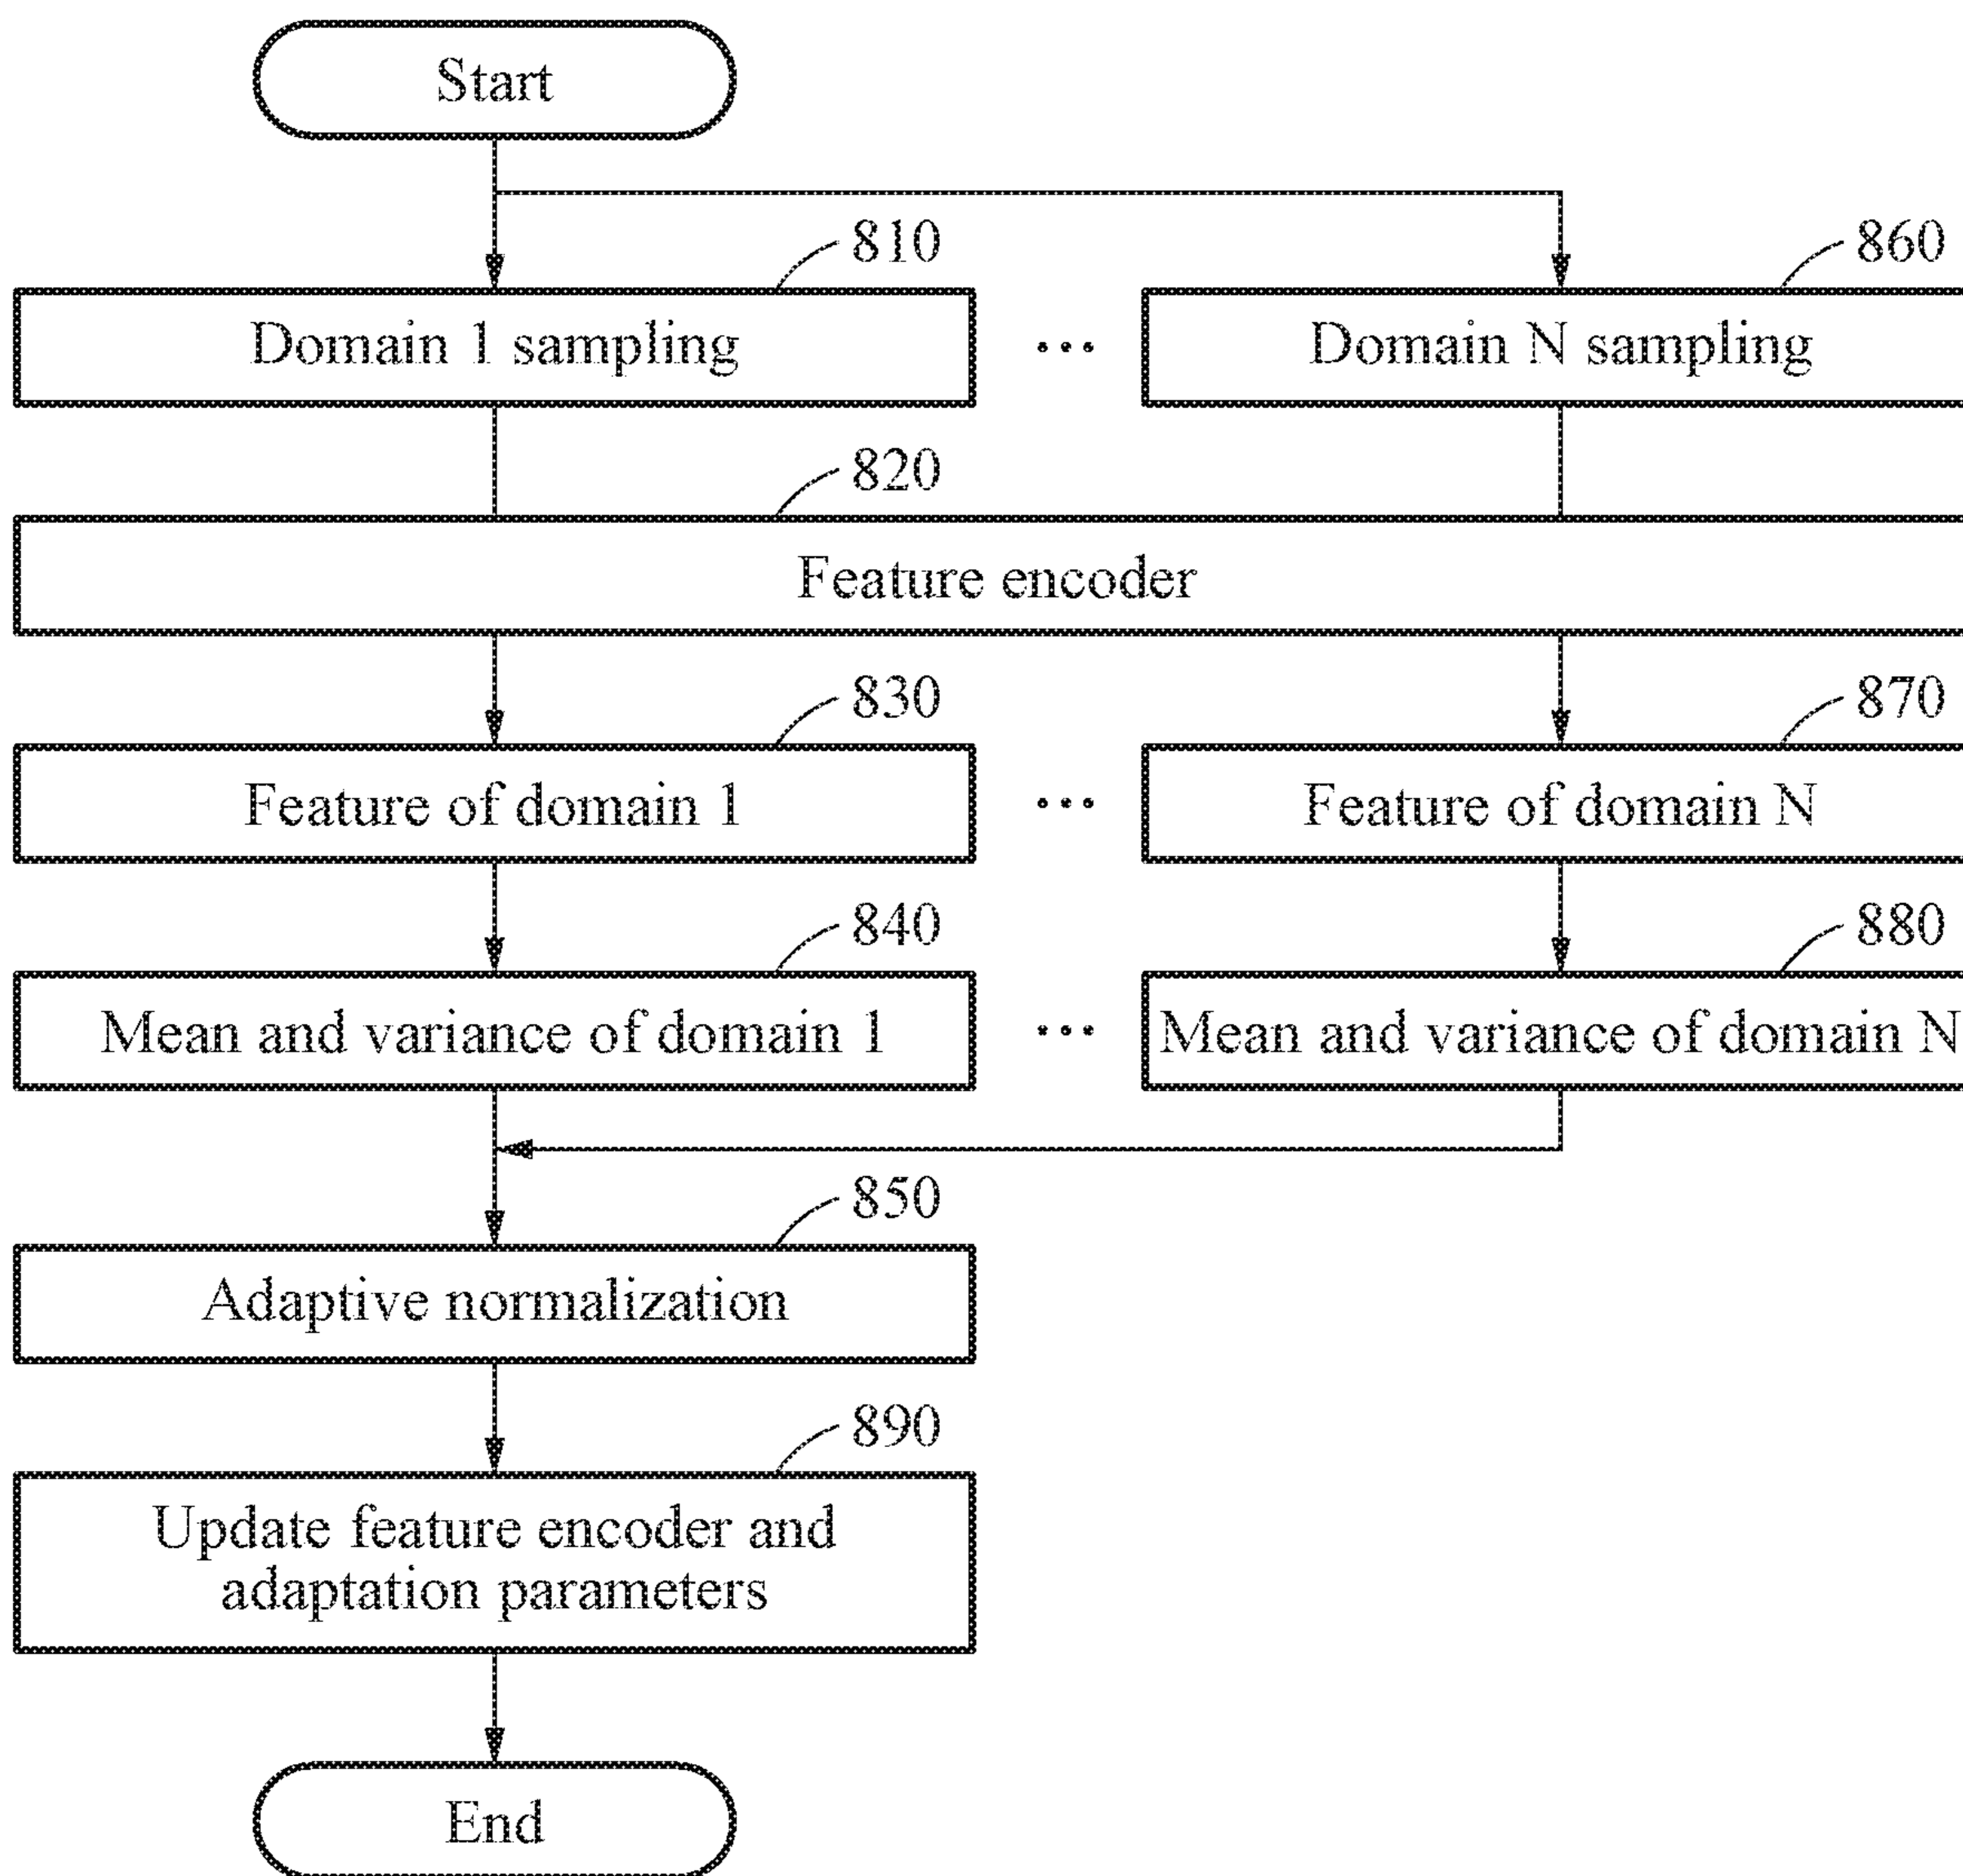 Start
810
860
Domain 1 sampling
...
Domain N sampling
820
Feature encoder
830
870
Feature of domain 1
...
Feature of domain N
840
880
Mean and variance of domain 1
...
Mean and variance of domain N
850
Adaptive normalization
890
Update feature encoder and
adaptation parameters
End